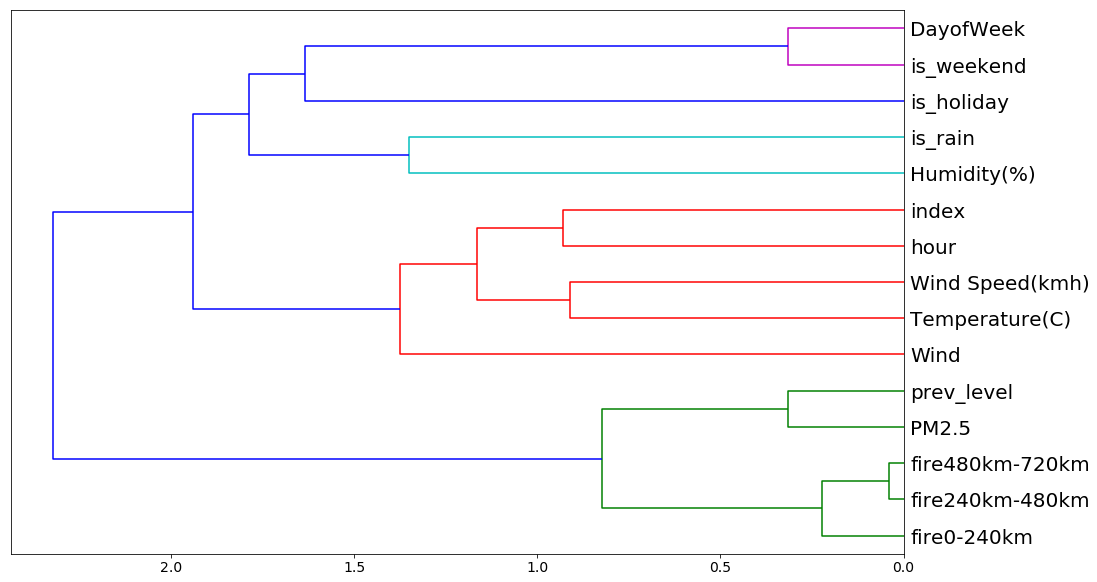 DayofWeek
is_weekend
is_holiday
is_rain
Humidity(%)
index
hour
Wind Speed(kmh)
Temperature(C)
Wind
prev_level
PM2.5
fire480km-720km
fire240km-480km
fire0-240km
2.0 1.5 1.0 0.5 0.0